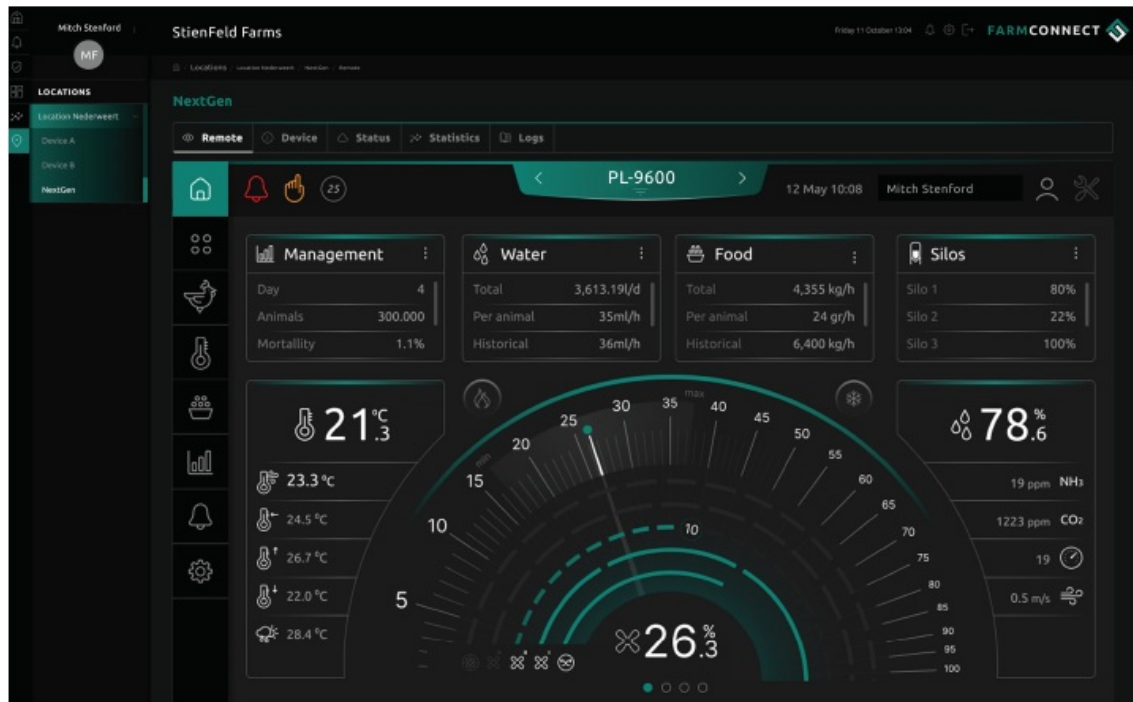 Mitch Stenford
StienFeld Farms
Friday 11 October 13:04
FARMCONNECT
MF
Locations / Location Nederweert / NextGen / Remote
LOCATIONS
Location Nederweert
Device A
Device B
NextGen
NextGen
Remote Device Status Statistics Logs
25
< PL-9600 >
12 May 10:08
Mitch Stenford
Management
Day 4
Animals 300.000
Mortallity 1.1%
Water
Total 3,613.19l/d
Per animal 35ml/h
Historical 36ml/h
Food
Total 4,355 kg/h
Per animal 24 gr/h
Historical 6,400 kg/h
Silos
Silo 1 80%
Silo 2 22%
Silo 3 100%
21.3 °C
23.3 °C
24.5 °C
26.7 °C
22.0 °C
28.4 °C
5
10
15
min
20
25
30
35
max
40
45
50
55
60
65
70
75
80
85
90
95
100
10
26.3 %
78.6 %
19 ppm NH₃
1223 ppm CO₂
19
0.5 m/s